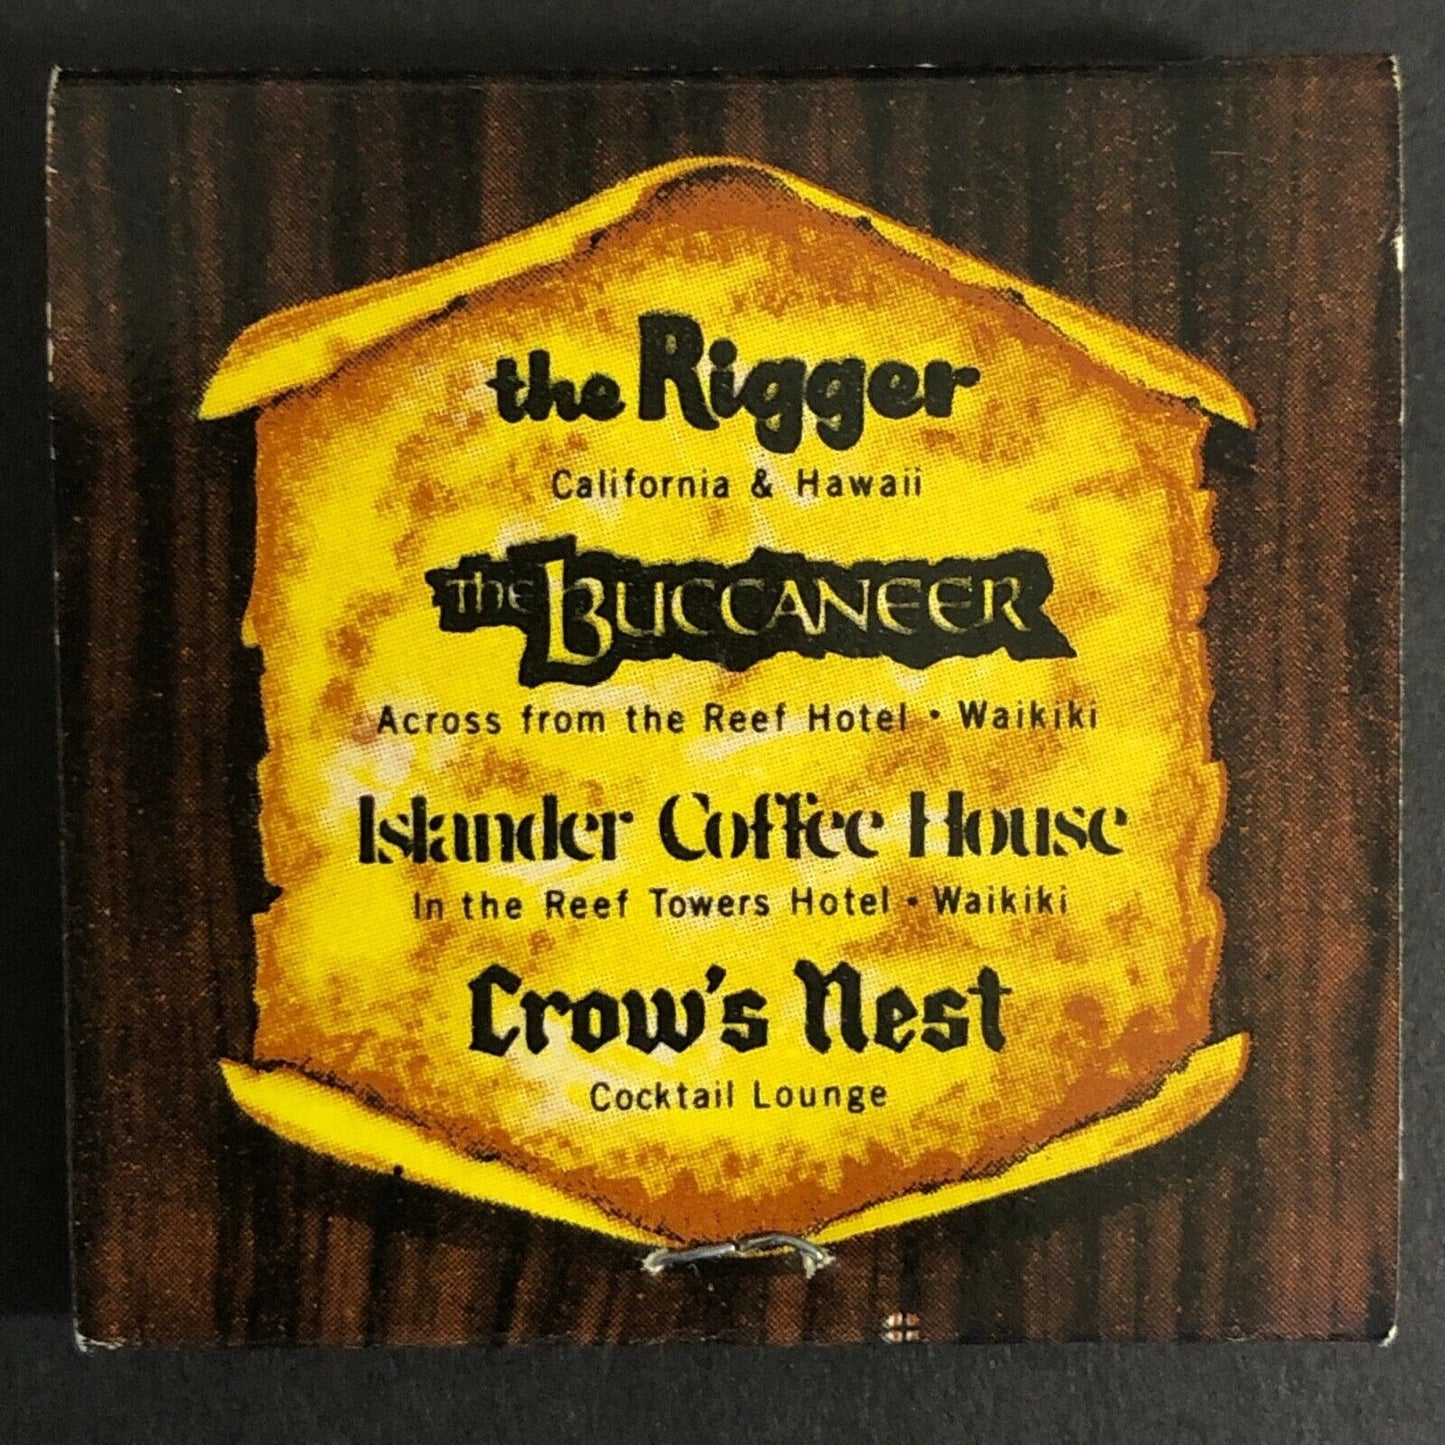 the Rigger
California & Hawaii
The Buccaneer
Across from the Reef Hotel • Waikiki
Islander Coffee House
In the Reef Towers Hotel • Waikiki
Crow's Nest
Cocktail Lounge